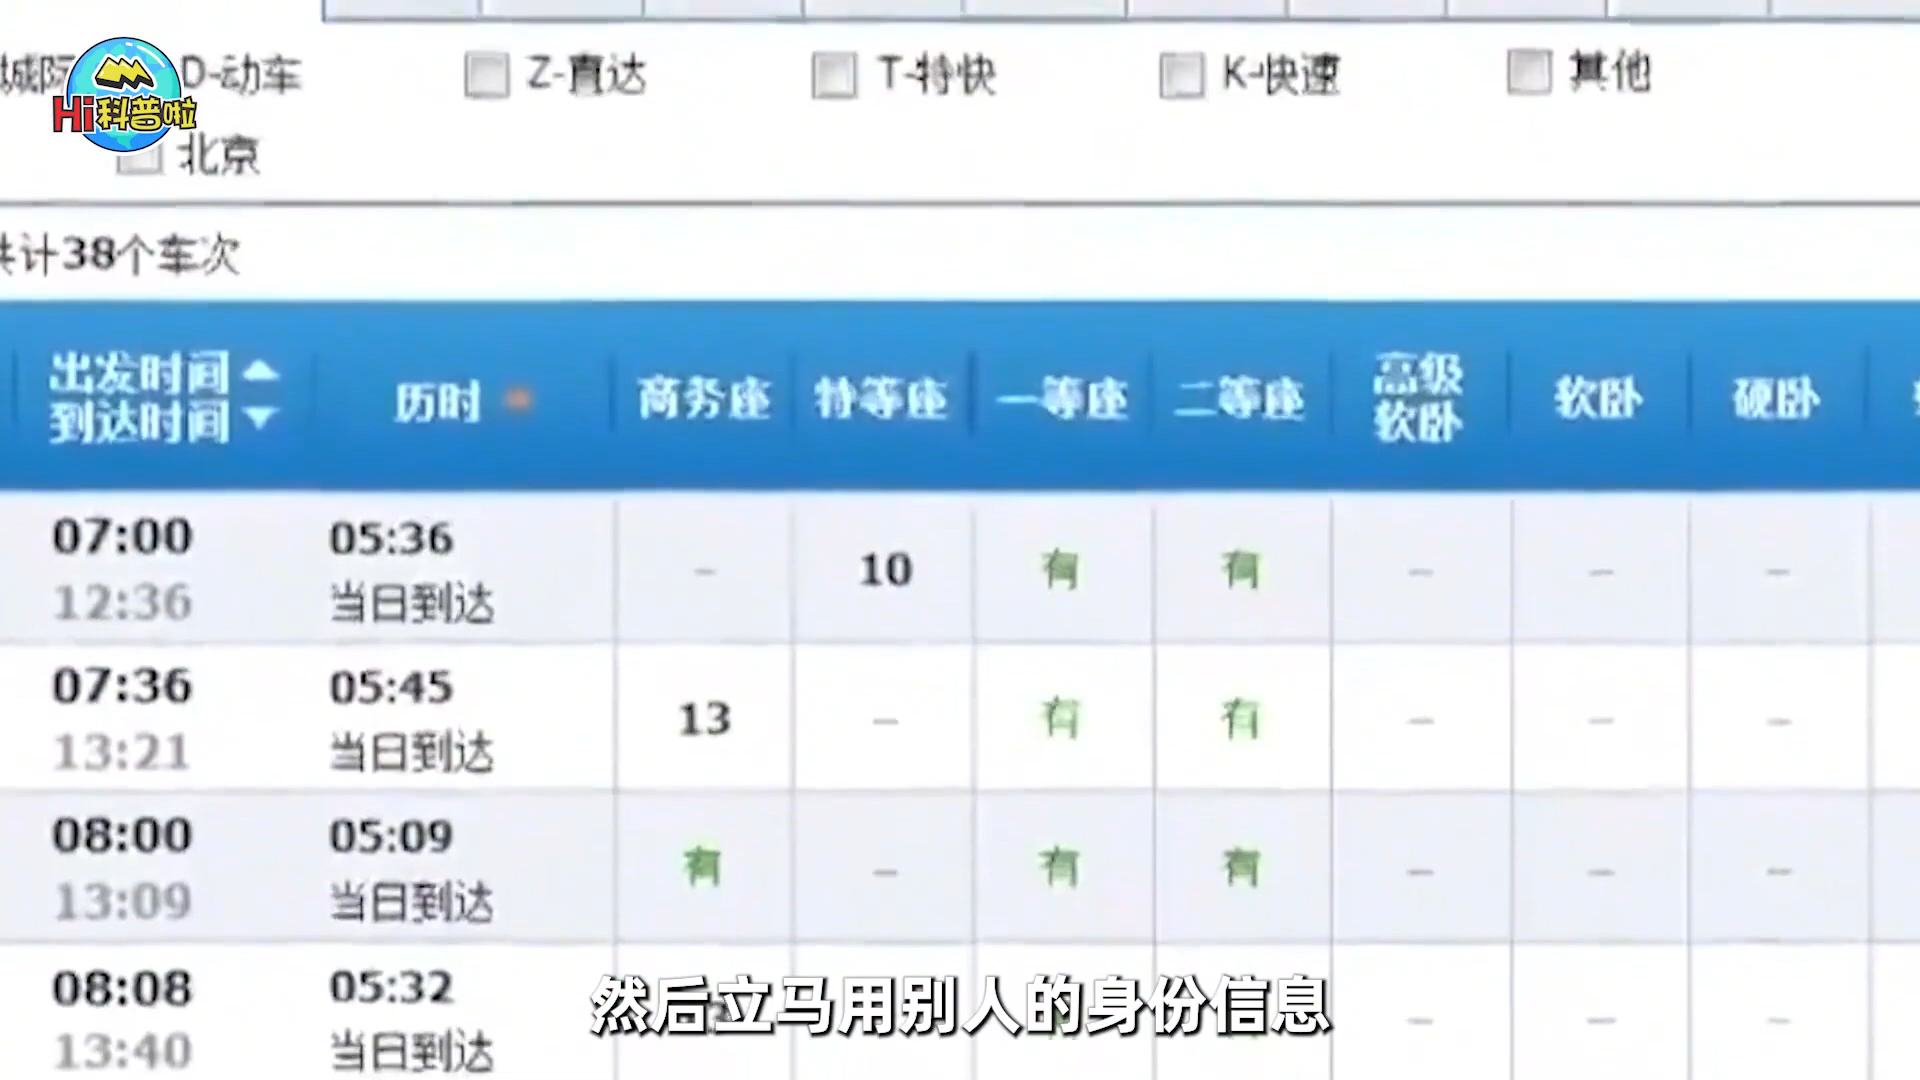 D-动车 Z-直达 T-特快 K-快速 其他
Hi科普啦
北京
共计38个车次
出发时间 到达时间 历时 商务座 特等座 一等座 二等座 高级软卧 软卧 硬卧
07:00 05:36 - 10 有 有 - - -
12:36 当日到达
07:36 05:45 13 - 有 有 - - -
13:21 当日到达
08:00 05:09 有 - 有 有 - - -
13:09 当日到达
08:08 05:32 - - -
13:40 当日到达
然后立马用别人的身份信息